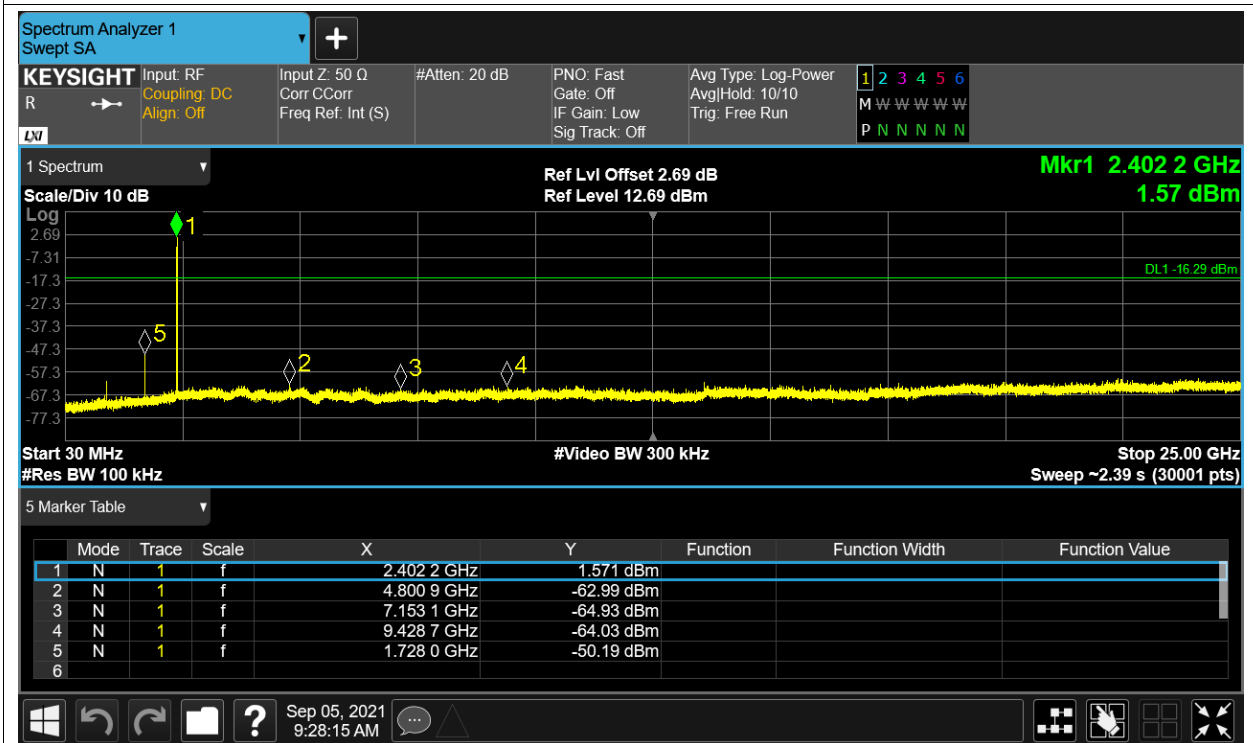 Spectrum Analyzer 1
Swept SA
+
KEYSIGHT
R
LXI
Input: RF
Coupling: DC
Align: Off
Input Z: 50 Ω
Corr CCorr
Freq Ref: Int (S)
#Atten: 20 dB
PNO: Fast
Gate: Off
IF Gain: Low
Sig Track: Off
Avg Type: Log-Power
Avg|Hold: 10/10
Trig: Free Run
1 2 3 4 5 6
M W W W W W
P N N N N N
1 Spectrum
Scale/Div 10 dB
Ref Lvl Offset 2.69 dB
Ref Level 12.69 dBm
Mkr1 2.402 2 GHz
1.57 dBm
Log
2.69
-7.31
-17.3
-27.3
-37.3
-47.3
-57.3
-67.3
-77.3
1
5
2
3
4
DL1 -16.29 dBm
Start 30 MHz
#Video BW 300 kHz
Stop 25.00 GHz
#Res BW 100 kHz
Sweep ~2.39 s (30001 pts)
5 Marker Table
Mode Trace Scale X Y Function Function Width Function Value
1 N 1 f 2.402 2 GHz 1.571 dBm
2 N 1 f 4.800 9 GHz -62.99 dBm
3 N 1 f 7.153 1 GHz -64.93 dBm
4 N 1 f 9.428 7 GHz -64.03 dBm
5 N 1 f 1.728 0 GHz -50.19 dBm
6
?
Sep 05, 2021
9:28:15 AM